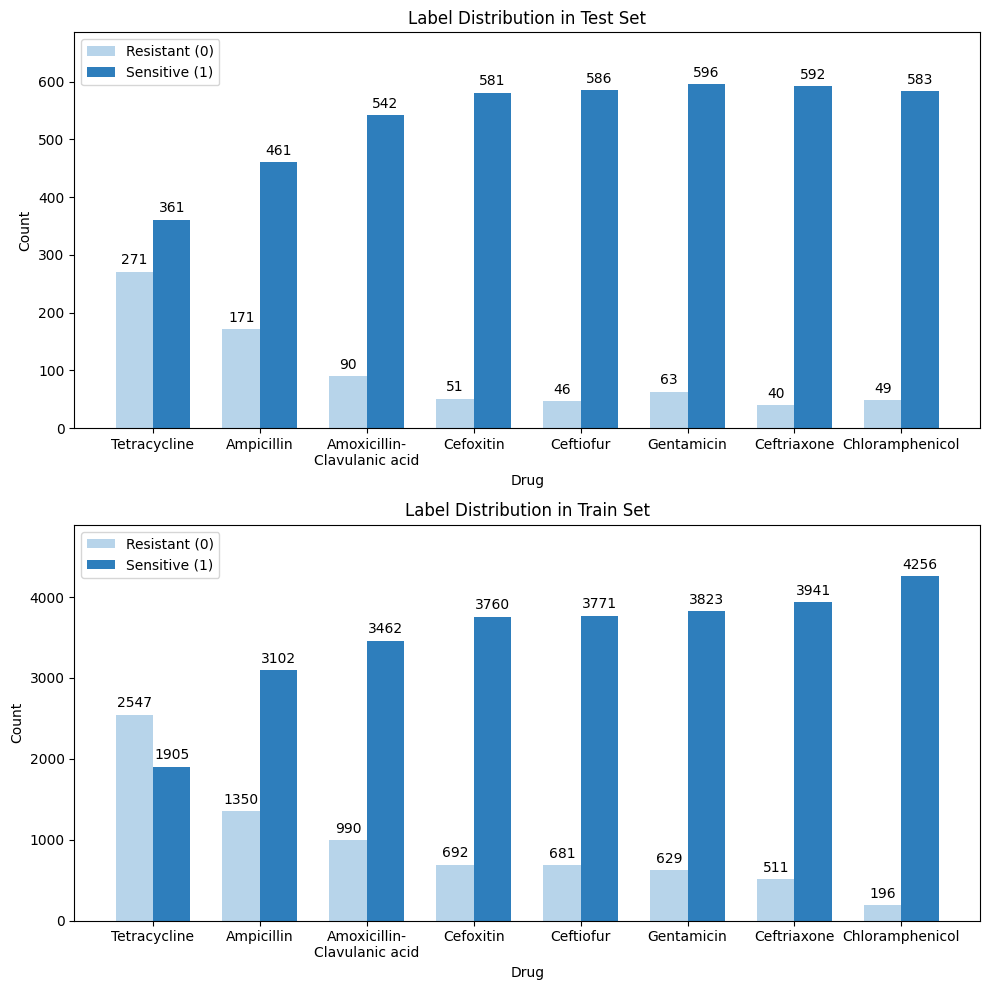 Label Distribution in Test Set
Resistant (0)
Sensitive (1)
Count
600
500
400
300
200
100
0
271
361
171
461
90
542
51
581
46
586
63
596
40
592
49
583
Tetracycline
Ampicillin
Amoxicillin-
Clavulanic acid
Cefoxitin
Ceftiofur
Gentamicin
Ceftriaxone
Chloramphenicol
Drug
Label Distribution in Train Set
Resistant (0)
Sensitive (1)
Count
4000
3000
2000
1000
0
2547
1905
1350
3102
990
3462
692
3760
681
3771
629
3823
511
3941
196
4256
Tetracycline
Ampicillin
Amoxicillin-
Clavulanic acid
Cefoxitin
Ceftiofur
Gentamicin
Ceftriaxone
Chloramphenicol
Drug